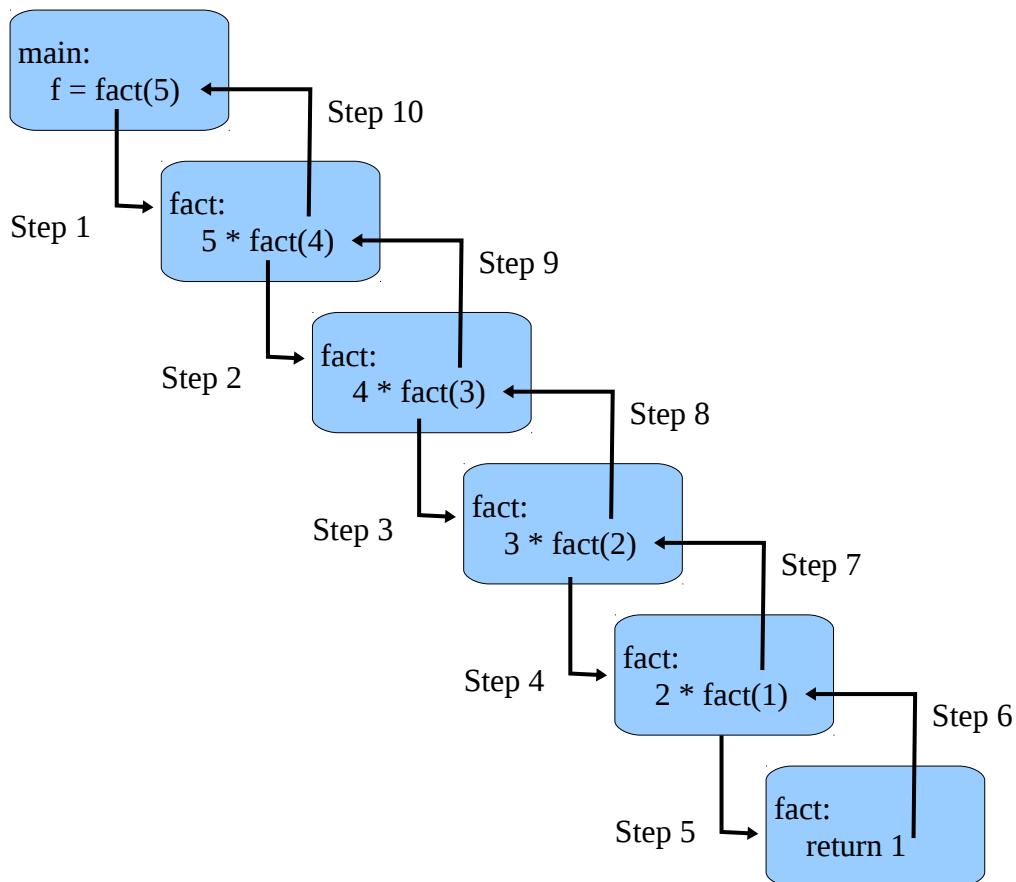 main:
f = fact(5)
Step 10
Step 1
fact:
5 * fact(4)
Step 9
Step 2
fact:
4 * fact(3)
Step 8
Step 3
fact:
3 * fact(2)
Step 7
Step 4
fact:
2 * fact(1)
Step 6
Step 5
fact:
return 1